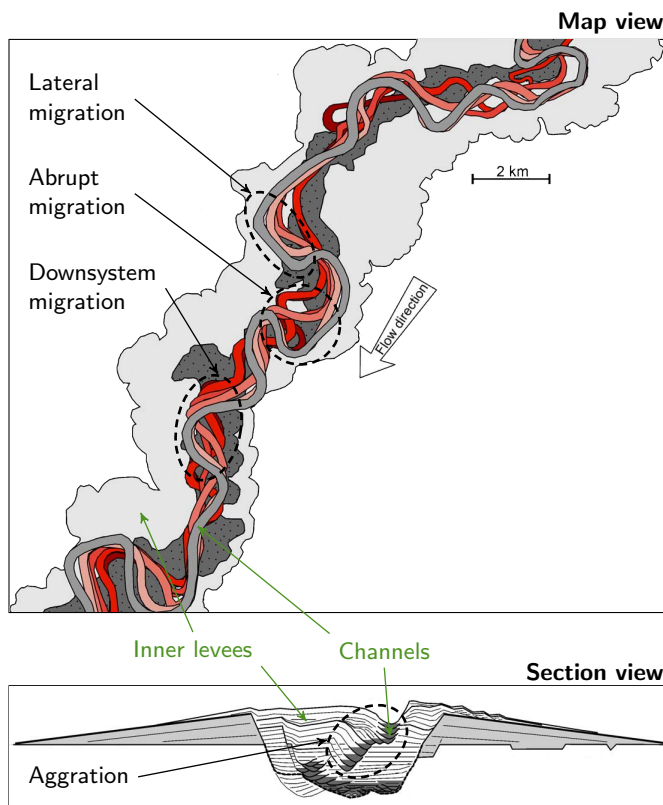 Map view
Lateral
migration
Abrupt
migration
2 km
Downsystem
migration
Flow direction
Inner levees
Channels
Section view
Aggration